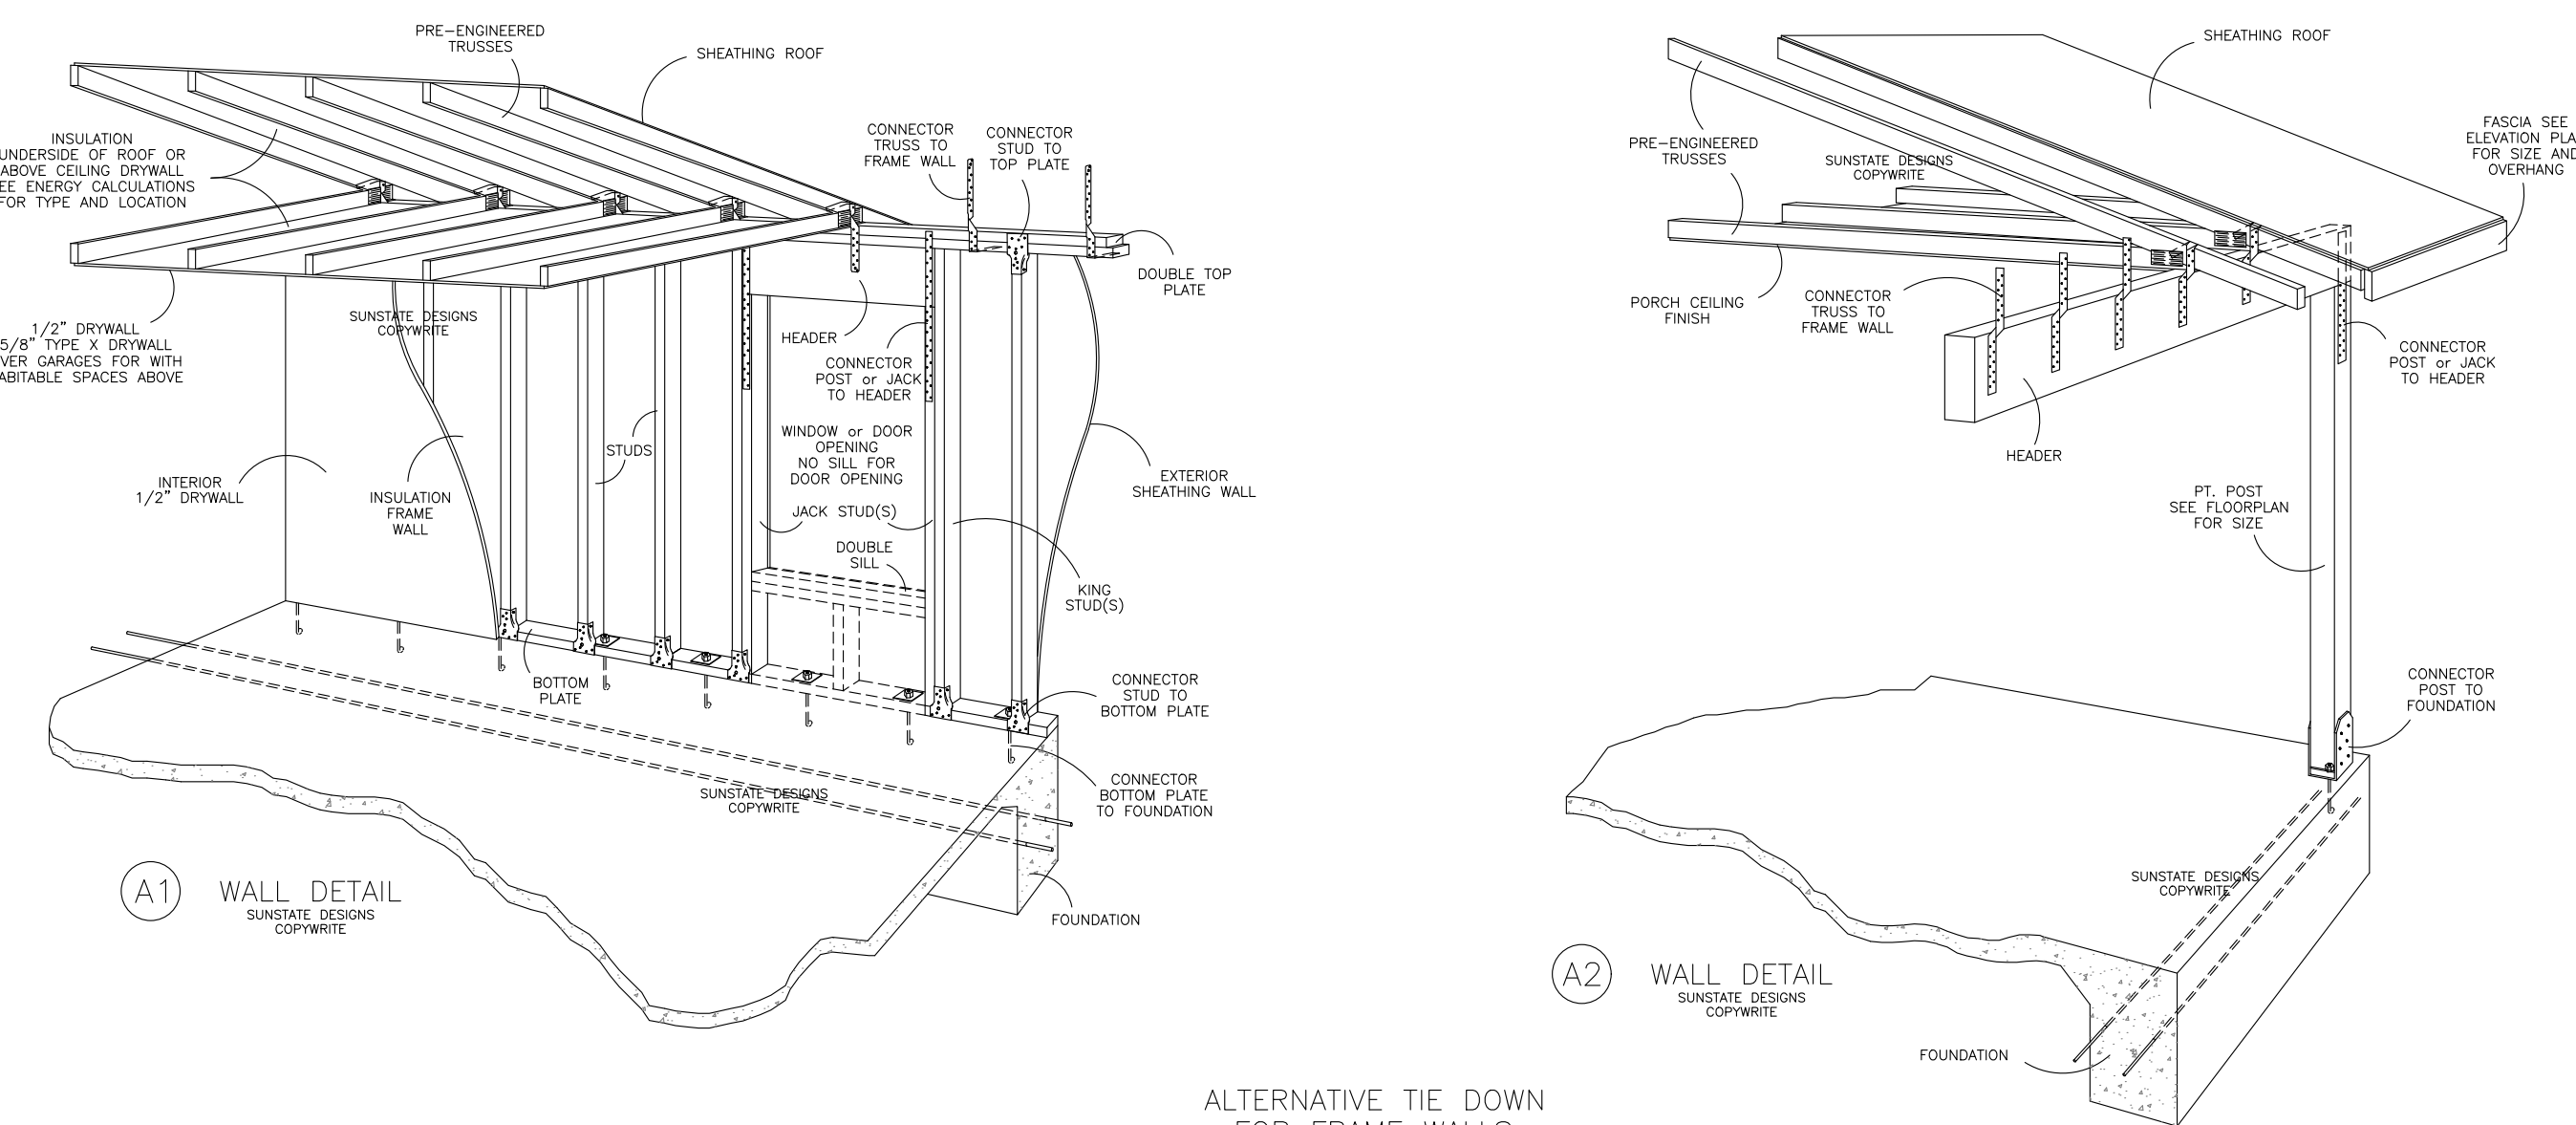 PRE-ENGINEERED
TRUSSES
SHEATHING ROOF
INSULATION
UNDERSIDE OF ROOF OR
ABOVE CEILING DRYWALL
ENERGY CALCULATIONS
TYPE AND LOCATION
CONNECTOR
TRUSS TO
FRAME WALL
CONNECTOR
STUD TO
TOP PLATE
DOUBLE TOP
PLATE
SUNSTATE DESIGNS
COPYWRITE
1/2" DRYWALL
5/8" TYPE X DRYWALL
GARAGES FOR WITH
SPACES ABOVE
HEADER
CONNECTOR
POST or JACK
TO HEADER
WINDOW or DOOR
OPENING
NO SILL FOR
DOOR OPENING
STUDS
INTERIOR
1/2" DRYWALL
INSULATION
FRAME
WALL
JACK STUD(S)
EXTERIOR
SHEATHING WALL
DOUBLE
SILL
KING
STUD(S)
BOTTOM
PLATE
CONNECTOR
STUD TO
BOTTOM PLATE
CONNECTOR
BOTTOM PLATE
TO FOUNDATION
SUNSTATE DESIGNS
COPYWRITE
FOUNDATION
A1
WALL DETAIL
SUNSTATE DESIGNS
COPYWRITE
SHEATHING ROOF
PRE-ENGINEERED
TRUSSES
SUNSTATE DESIGNS
COPYWRITE
FASCIA SEE
ELEVATION
FOR SIZE AND
OVERHANG
PORCH CEILING
FINISH
CONNECTOR
TRUSS TO
FRAME WALL
CONNECTOR
POST or JACK
TO HEADER
HEADER
PT. POST
SEE FLOORPLAN
FOR SIZE
CONNECTOR
POST TO
FOUNDATION
SUNSTATE DESIGNS
COPYWRITE
A2
WALL DETAIL
SUNSTATE DESIGNS
COPYWRITE
FOUNDATION
ALTERNATIVE TIE DOWN
FOR FRAME WALLS